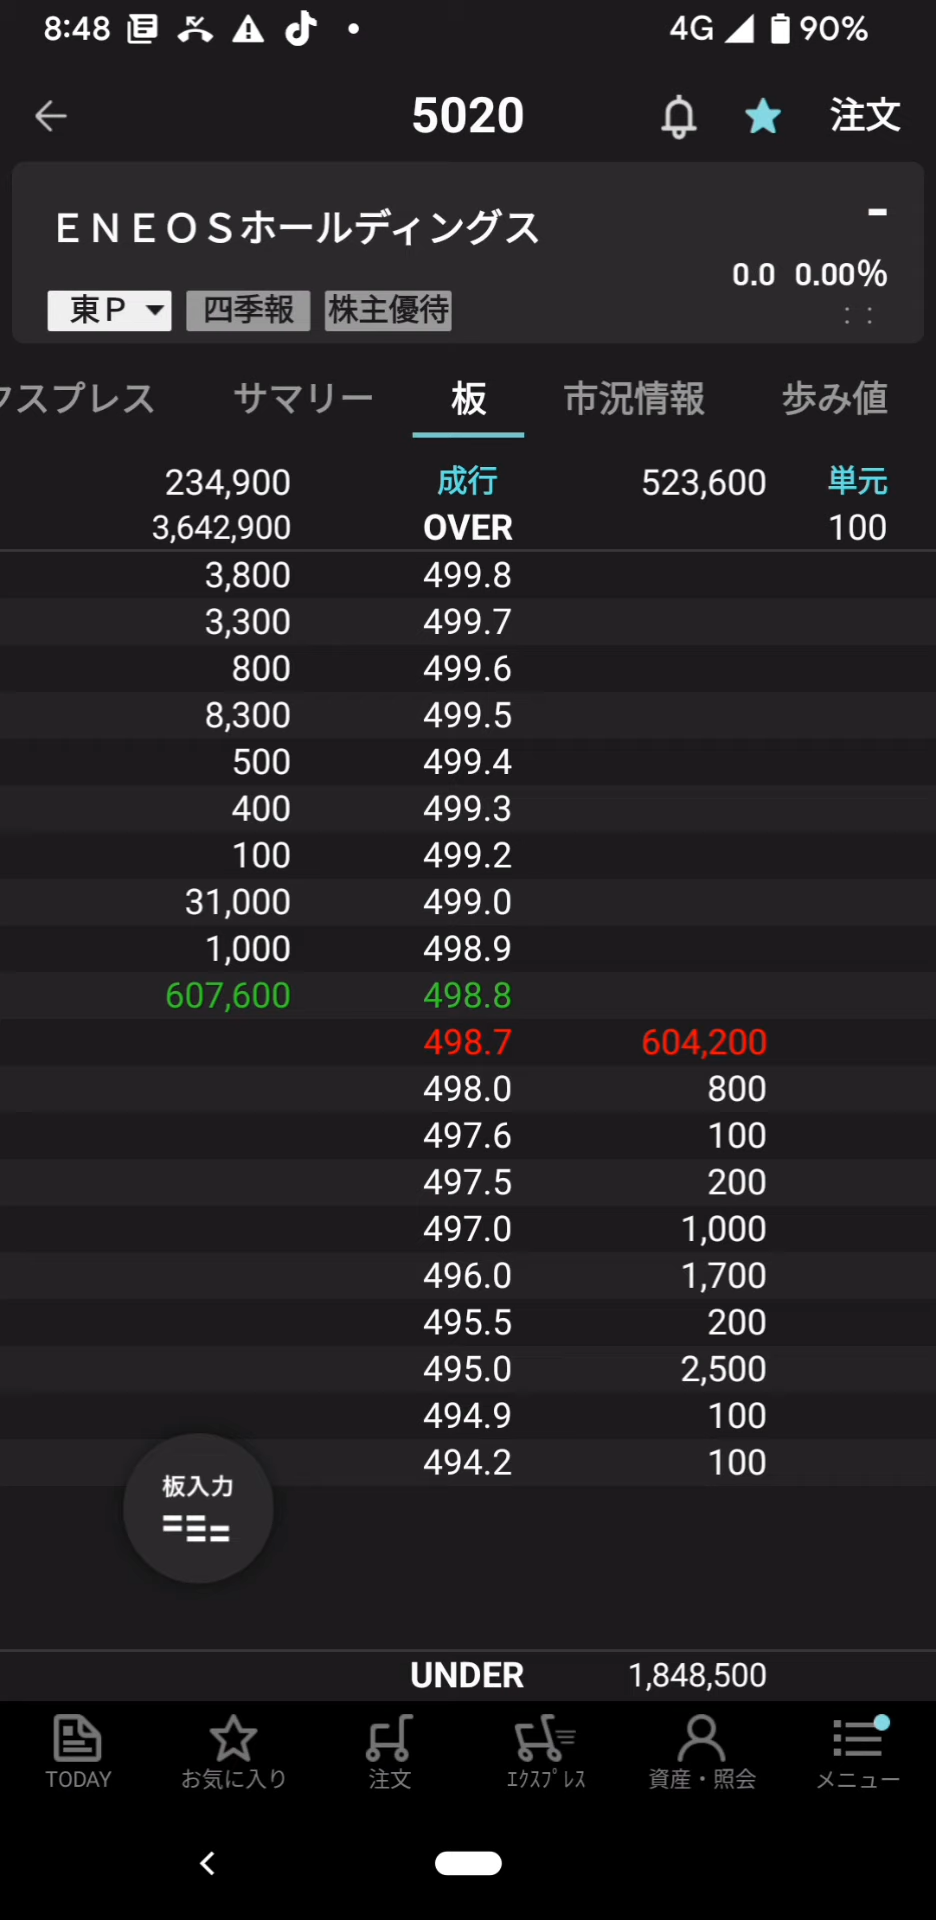 8:48 4G 90%
5020 注文
ＥＮＥＯＳホールディングス -
0.0 0.00%
東Ｐ 四季報 株主優待 : :
クスプレス サマリー 板 市況情報 歩み値
234,900 成行 523,600 単元
3,642,900 OVER 100
3,800 499.8
3,300 499.7
800 499.6
8,300 499.5
500 499.4
400 499.3
100 499.2
31,000 499.0
1,000 498.9
607,600 498.8
498.7 604,200
498.0 800
497.6 100
497.5 200
497.0 1,000
496.0 1,700
495.5 200
495.0 2,500
494.9 100
494.2 100
板入力
UNDER 1,848,500
TODAY お気に入り 注文 ｴｸｽﾌﾟﾚｽ 資産・照会 メニュー